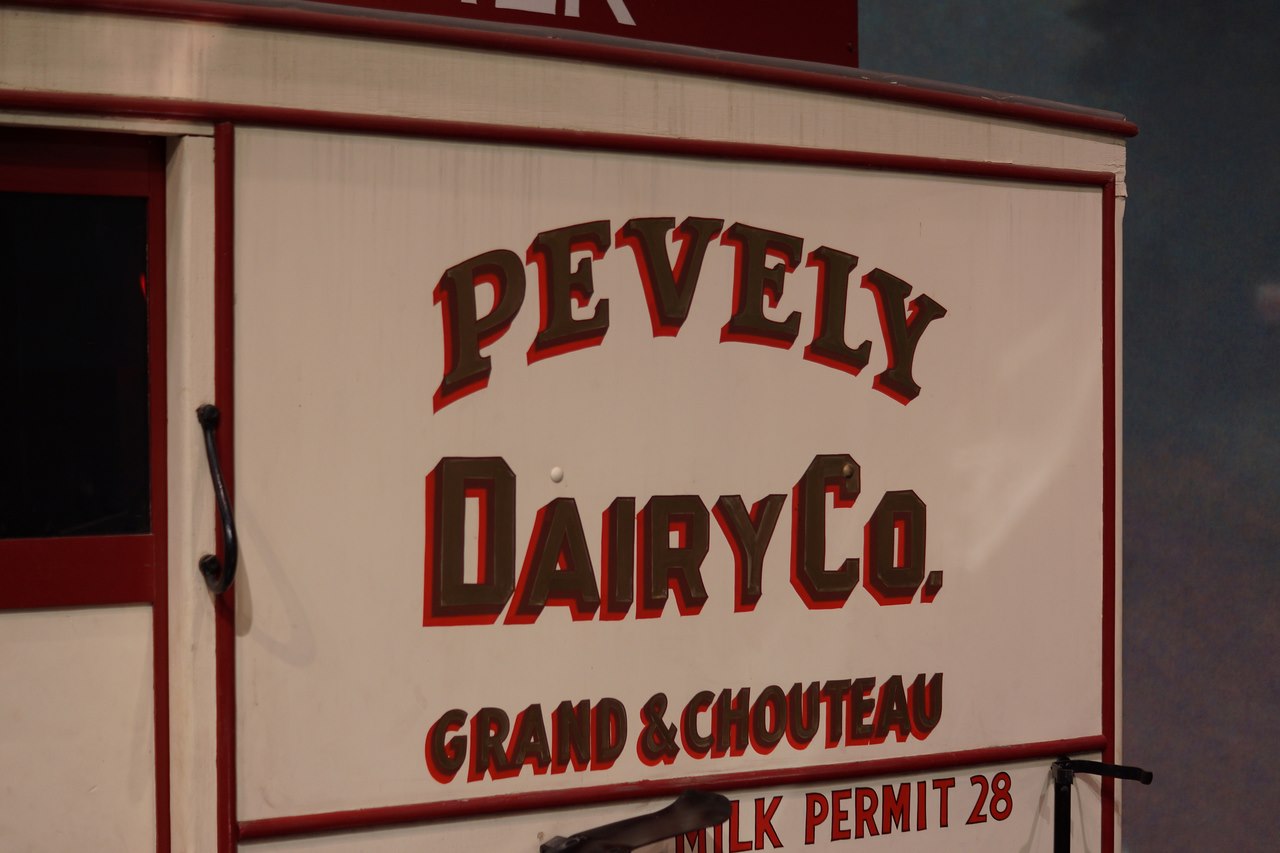 PEVELY
DAIRY CO.
GRAND & CHOUTEAU
MILK PERMIT 28